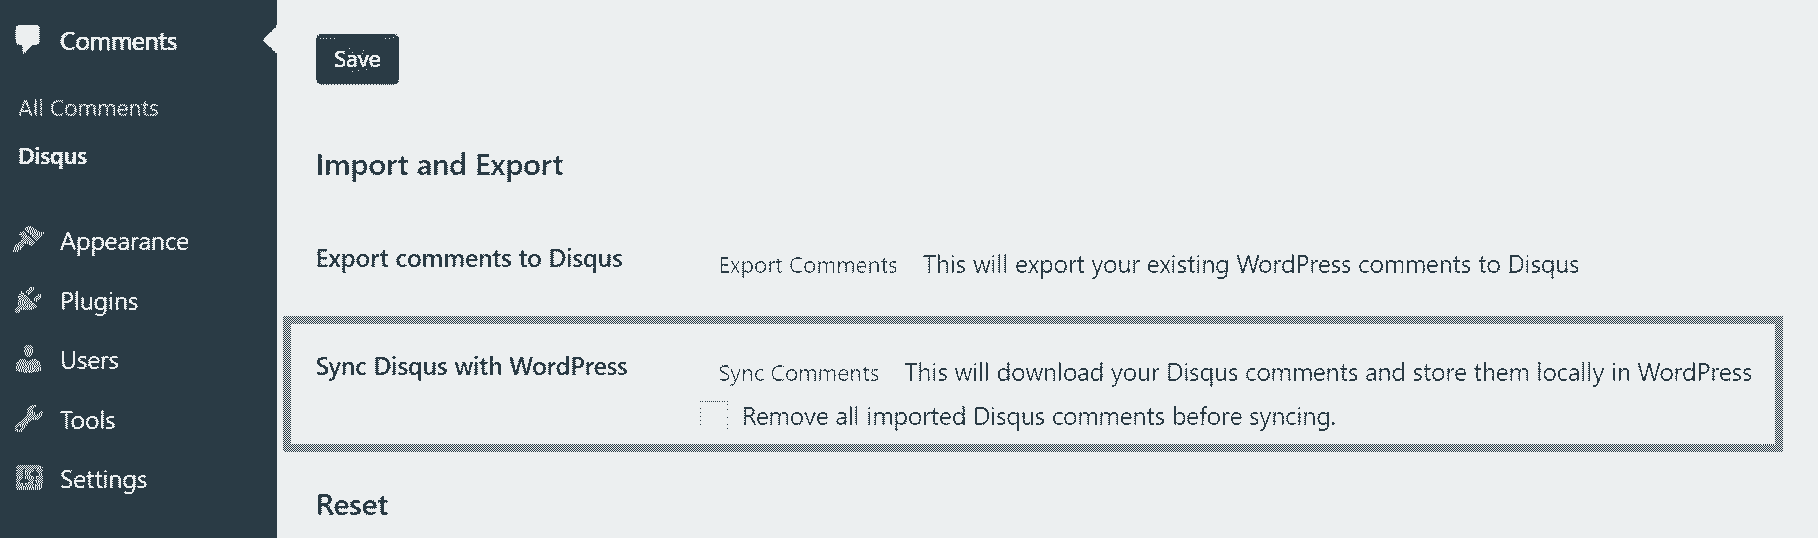 Comments
All Comments
Disqus
Appearance
Plugins
Users
Tools
Settings
Save
Import and Export
Export comments to Disqus
Export Comments This will export your existing WordPress comments to Disqus
Sync Disqus with WordPress
Sync Comments This will download your Disqus comments and store them locally in WordPress
Remove all imported Disqus comments before syncing.
Reset